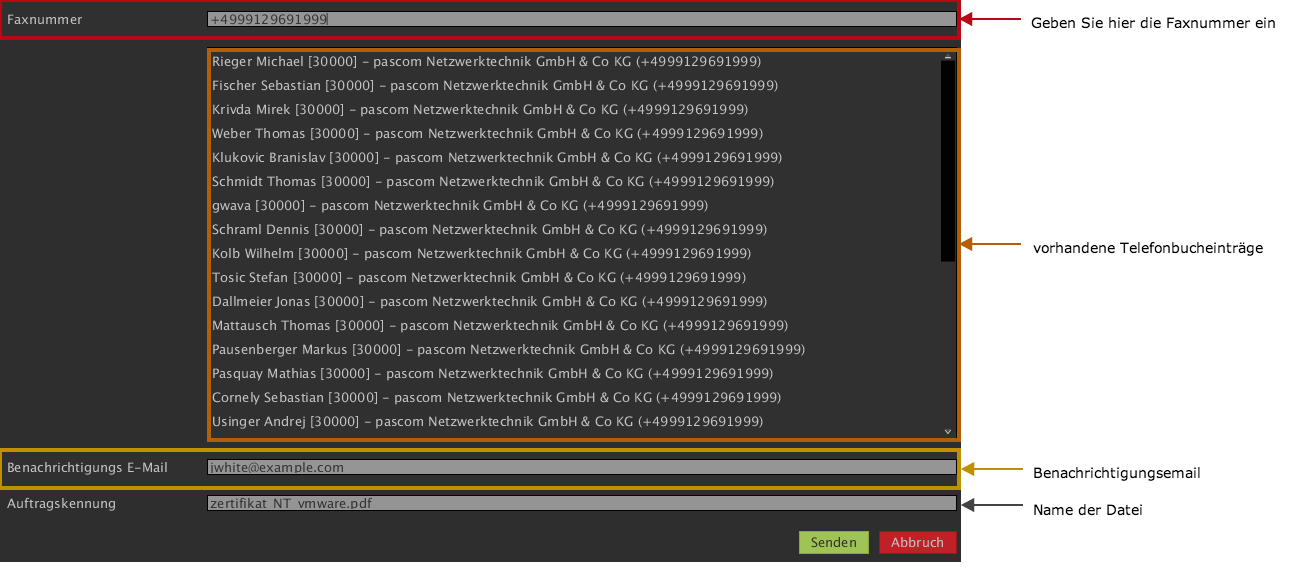 Faxnummer +4999129691999 Geben Sie hier die Faxnummer ein
Rieger Michael [30000] - pascom Netzwerktechnik GmbH & Co KG (+4999129691999)
Fischer Sebastian [30000] - pascom Netzwerktechnik GmbH & Co KG (+4999129691999)
Krivda Mirek [30000] - pascom Netzwerktechnik GmbH & Co KG (+4999129691999)
Weber Thomas [30000] - pascom Netzwerktechnik GmbH & Co KG (+4999129691999)
Klukovic Branislav [30000] - pascom Netzwerktechnik GmbH & Co KG (+4999129691999)
Schmidt Thomas [30000] - pascom Netzwerktechnik GmbH & Co KG (+4999129691999)
gwava [30000] - pascom Netzwerktechnik GmbH & Co KG (+4999129691999)
Schraml Dennis [30000] - pascom Netzwerktechnik GmbH & Co KG (+4999129691999)
Kolb Wilhelm [30000] - pascom Netzwerktechnik GmbH & Co KG (+4999129691999)
Tosic Stefan [30000] - pascom Netzwerktechnik GmbH & Co KG (+4999129691999)
Dallmeier Jonas [30000] - pascom Netzwerktechnik GmbH & Co KG (+4999129691999)
Mattausch Thomas [30000] - pascom Netzwerktechnik GmbH & Co KG (+4999129691999)
Pausenberger Markus [30000] - pascom Netzwerktechnik GmbH & Co KG (+4999129691999)
Pasquay Mathias [30000] - pascom Netzwerktechnik GmbH & Co KG (+4999129691999)
Cornely Sebastian [30000] - pascom Netzwerktechnik GmbH & Co KG (+4999129691999)
Usinger Andrej [30000] - pascom Netzwerktechnik GmbH & Co KG (+4999129691999)
vorhandene Telefonbucheinträge
Benachrichtigungs E-Mail jwhite@example.com Benachrichtigungsemail
Auftragskennung zertifikat_NT_vmware.pdf Name der Datei
Senden Abbruch